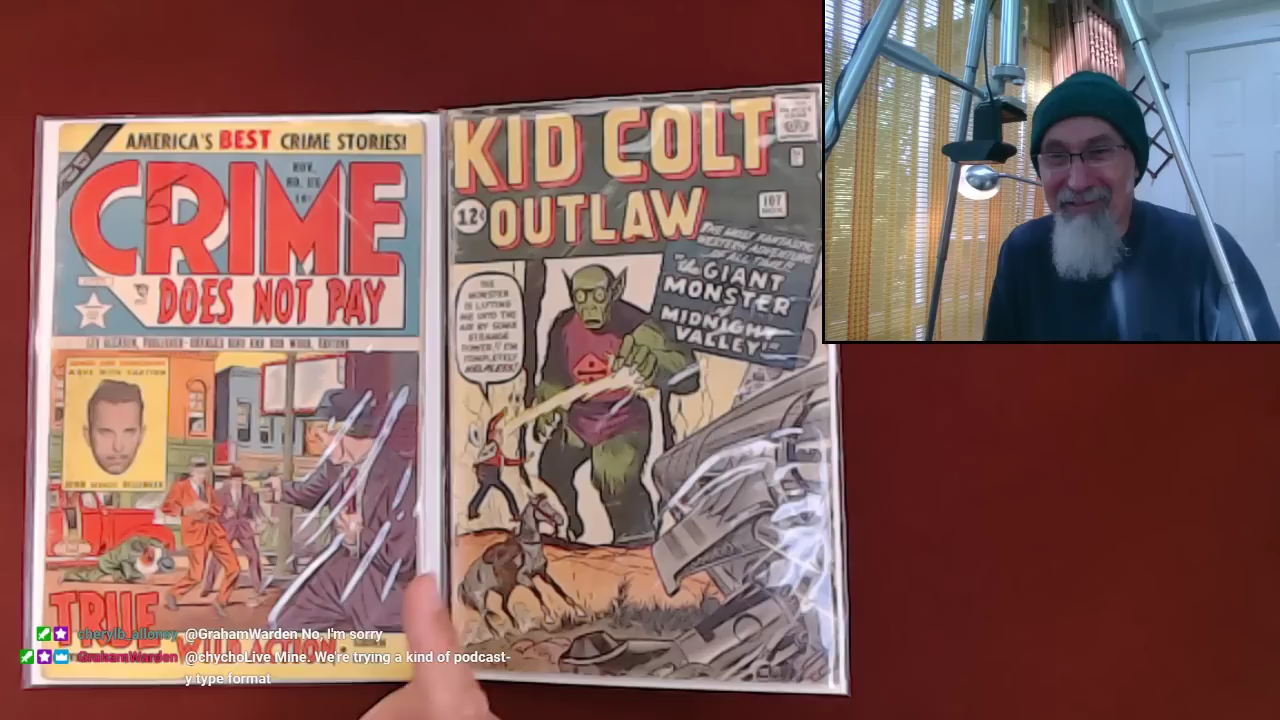 AMERICA'S BEST CRIME STORIES!
CRIME
DOES NOT PAY
TRUE
KID COLT
OUTLAW
12¢
107
THE MOST FANTASTIC
WESTERN ADVENTURE
OF ALL TIME!!
"the GIANT
MONSTER
of
MIDNIGHT
VALLEY!"
THE
MONSTER
IS LIFTING
ME INTO THE
AIR BY SOME
STRANGE
POWER!! I'M
COMPLETELY
HELPLESS!
cherylb_allonsy @GrahamWarden No, I'm sorry
GrahamWarden @chychoLive Mine. We're trying a kind of podcast-
y type format